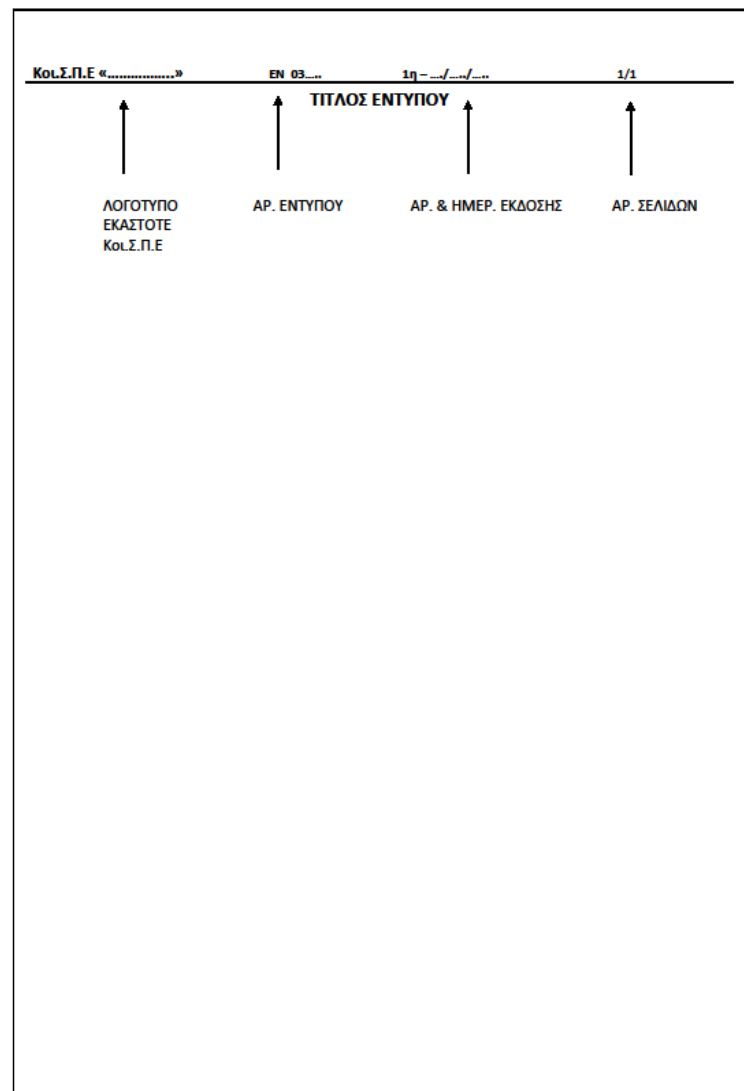 Κοι.Σ.Π.Ε «................» ΕΝ 03..... 1η – ..../...../..... 1/1
ΤΙΤΛΟΣ ΕΝΤΥΠΟΥ
ΛΟΓΟΤΥΠΟ ΑΡ. ΕΝΤΥΠΟΥ ΑΡ. & ΗΜΕΡ. ΕΚΔΟΣΗΣ ΑΡ. ΣΕΛΙΔΩΝ
ΕΚΑΣΤΟΤΕ
Κοι.Σ.Π.Ε